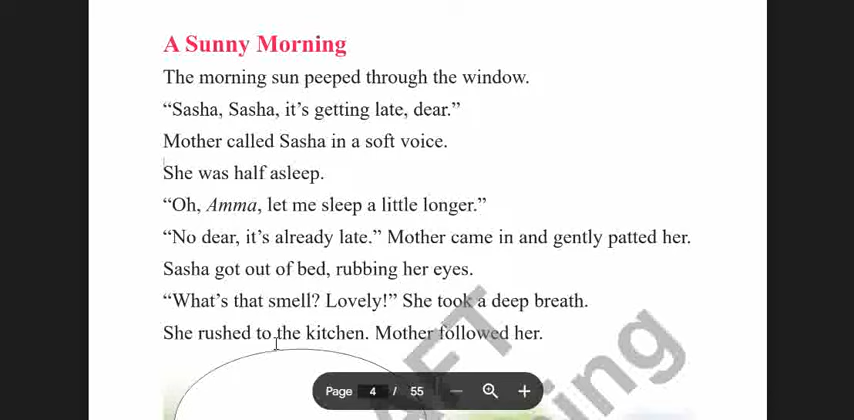 A Sunny Morning
The morning sun peeped through the window.
“Sasha, Sasha, it’s getting late, dear.”
Mother called Sasha in a soft voice.
She was half asleep.
“Oh, Amma, let me sleep a little longer.”
“No dear, it’s already late.” Mother came in and gently patted her.
Sasha got out of bed, rubbing her eyes.
“What’s that smell? Lovely!” She took a deep breath.
She rushed to the kitchen. Mother followed her.
Page 4 / 55